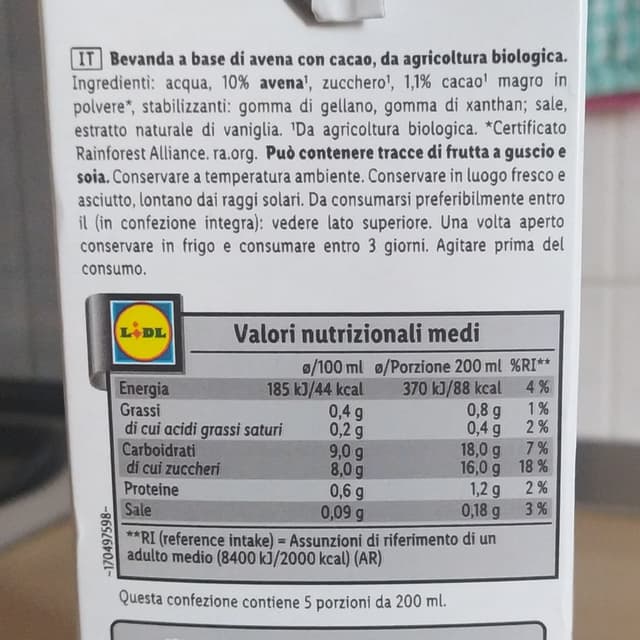 IT Bevanda a base di avena con cacao, da agricoltura biologica.
Ingredienti: acqua, 10% avena¹, zucchero¹, 1,1% cacao¹ magro in
polvere*, stabilizzanti: gomma di gellano, gomma di xanthan; sale,
estratto naturale di vaniglia. ¹Da agricoltura biologica. *Certificato
Rainforest Alliance. ra.org. Può contenere tracce di frutta a guscio e
soia. Conservare a temperatura ambiente. Conservare in luogo fresco e
asciutto, lontano dai raggi solari. Da consumarsi preferibilmente entro
il (in confezione integra): vedere lato superiore. Una volta aperto
conservare in frigo e consumare entro 3 giorni. Agitare prima del
consumo.
LIDL
Valori nutrizionali medi
ø/100 ml ø/Porzione 200 ml %RI**
Energia 185 kJ/44 kcal 370 kJ/88 kcal 4 %
Grassi 0,4 g 0,8 g 1 %
di cui acidi grassi saturi 0,2 g 0,4 g 2 %
Carboidrati 9,0 g 18,0 g 7 %
di cui zuccheri 8,0 g 16,0 g 18 %
Proteine 0,6 g 1,2 g 2 %
Sale 0,09 g 0,18 g 3 %
**RI (reference intake) = Assunzioni di riferimento di un
adulto medio (8400 kJ/2000 kcal) (AR)
-170497598-
Questa confezione contiene 5 porzioni da 200 ml.